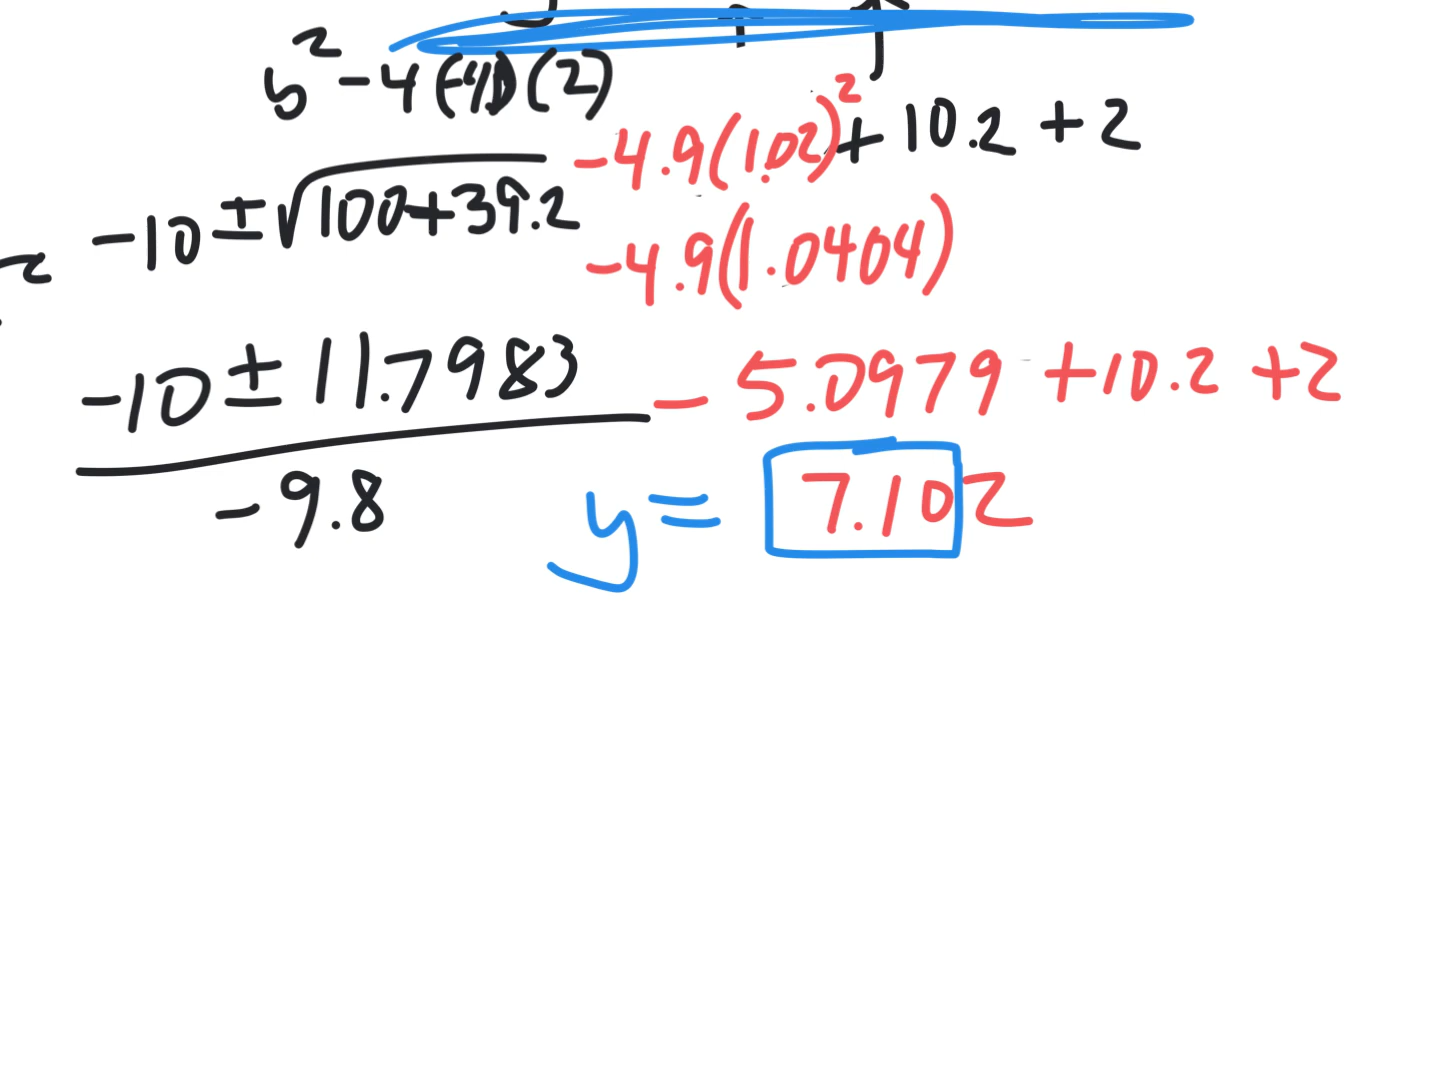 b² - 4 (-4) (2)
-4.9(1.02)² + 10.2 + 2
-10 ± √100+39.2
-4.9(1.0404)
-10 ± 11.7983
-9.8
- 5.0979 + 10.2 + 2
y = 7.102